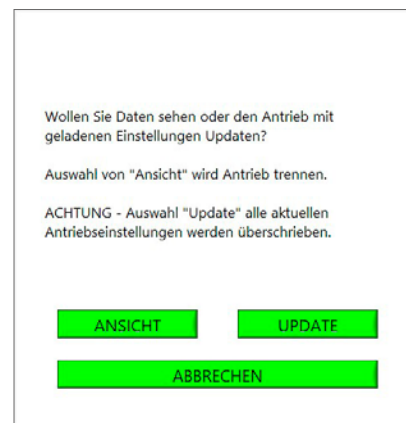 Wollen Sie Daten sehen oder den Antrieb mit
geladenen Einstellungen Updaten?
Auswahl von "Ansicht" wird Antrieb trennen.
ACHTUNG - Auswahl "Update" alle aktuellen
Antriebseinstellungen werden überschrieben.
ANSICHT
UPDATE
ABBRECHEN